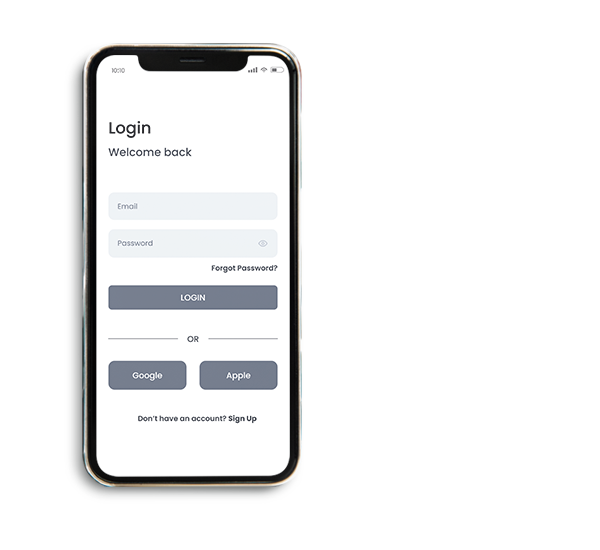 10:10
Login
Welcome back
Email
Password
Forgot Password?
LOGIN
OR
Google Apple
Don't have an account? Sign Up